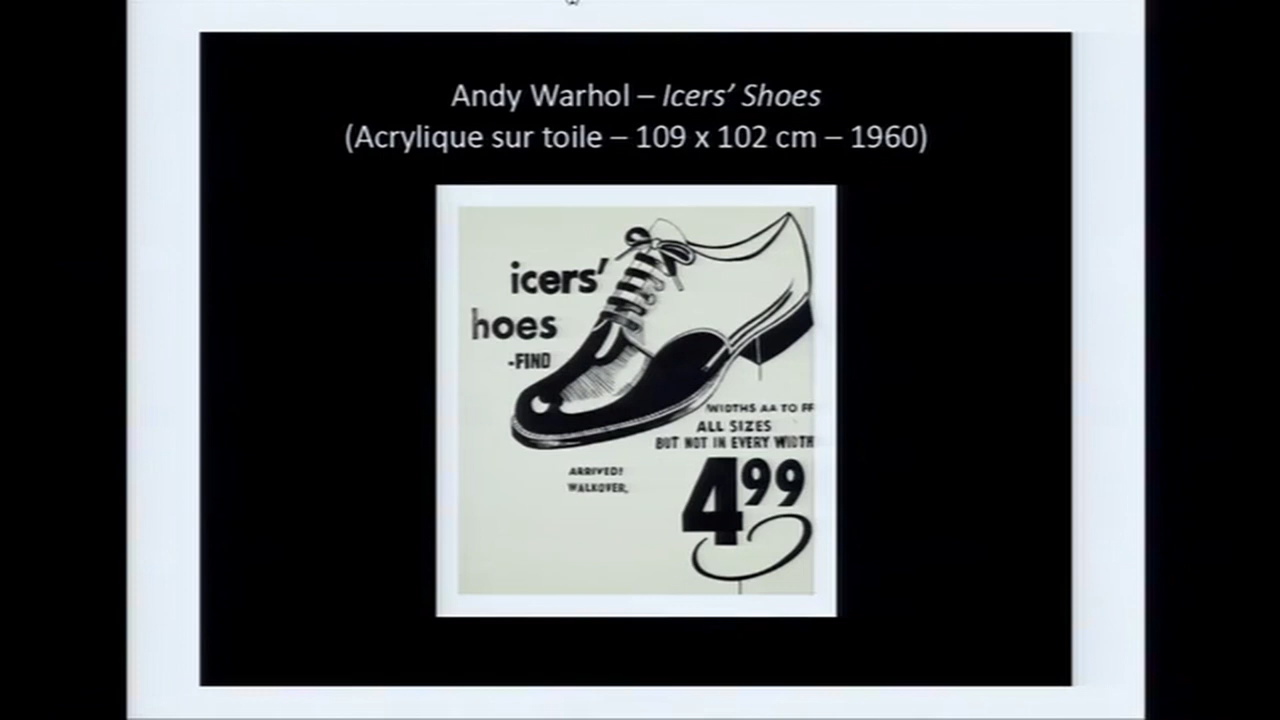 Andy Warhol – Icers’ Shoes
(Acrylique sur toile – 109 x 102 cm – 1960)
icers’
hoes
-FIND
WIDTHS AA TO FF
ALL SIZES
BUT NOT IN EVERY WIDTH
ARRIVED!
WALKOVER,
4 99